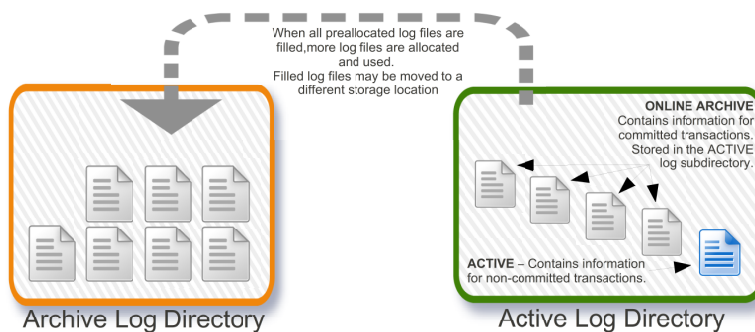 When all preallocated log files are
filled,more log files are allocated
and used.
Filled log files may be moved to a
different storage location
ONLINE ARCHIVE
Contains information for
committed transactions.
Stored in the ACTIVE
log subdirectory.
ACTIVE – Contains information
for non-committed transactions.
Archive Log Directory
Active Log Directory